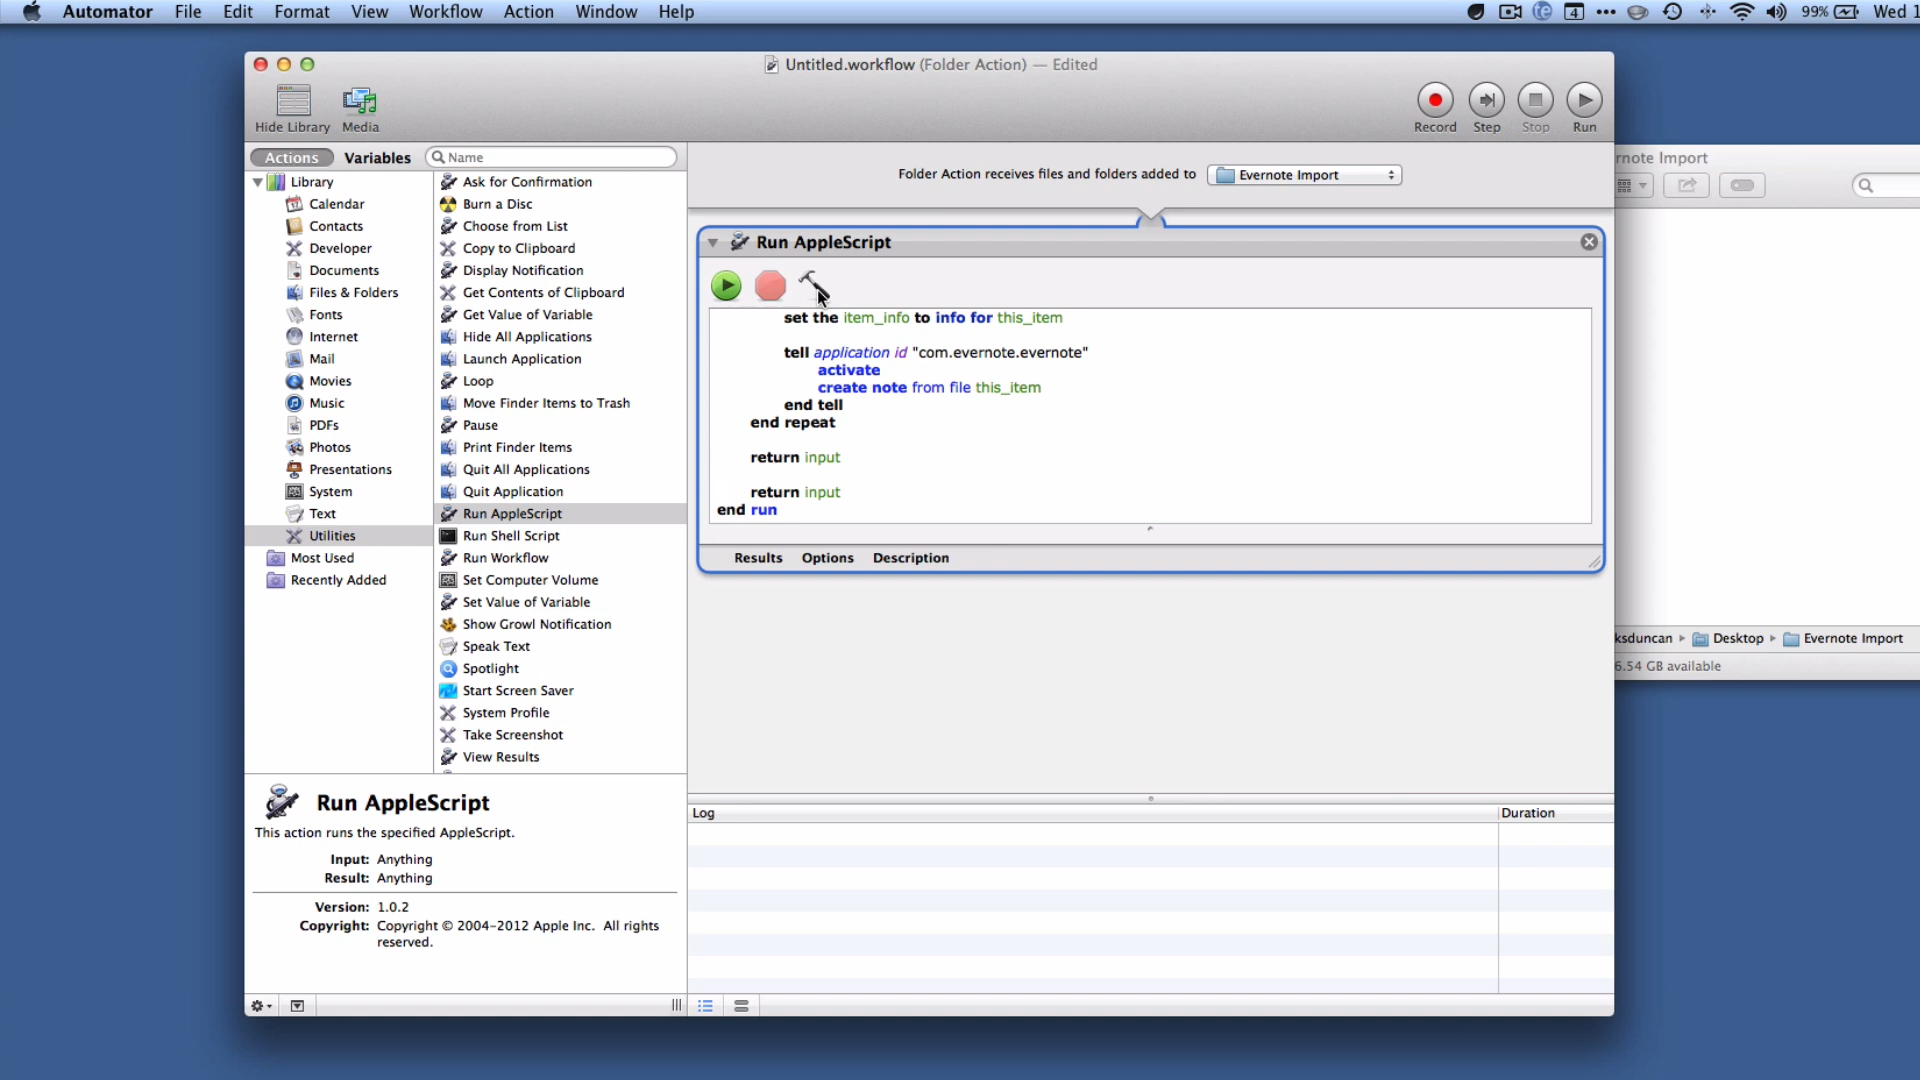 Automator File Edit Format View Workflow Action Window Help
4 99% Wed 1
Untitled.workflow (Folder Action) — Edited
Hide Library Media
Record Step Stop Run
Actions Variables Name
Library
Calendar
Contacts
Developer
Documents
Files & Folders
Fonts
Internet
Mail
Movies
Music
PDFs
Photos
Presentations
System
Text
Utilities
Most Used
Recently Added
Ask for Confirmation
Burn a Disc
Choose from List
Copy to Clipboard
Display Notification
Get Contents of Clipboard
Get Value of Variable
Hide All Applications
Launch Application
Loop
Move Finder Items to Trash
Pause
Print Finder Items
Quit All Applications
Quit Application
Run AppleScript
Run Shell Script
Run Workflow
Set Computer Volume
Set Value of Variable
Show Growl Notification
Speak Text
Spotlight
Start Screen Saver
System Profile
Take Screenshot
View Results
Folder Action receives files and folders added to Evernote Import
Run AppleScript
set the item_info to info for this_item
tell application id "com.evernote.evernote"
activate
create note from file this_item
end tell
end repeat
return input
return input
end run
Results Options Description
Log Duration
Run AppleScript
This action runs the specified AppleScript.
Input: Anything
Result: Anything
Version: 1.0.2
Copyright: Copyright © 2004-2012 Apple Inc. All rights
reserved.
rnote Import
ksduncan Desktop Evernote Import
6.54 GB available